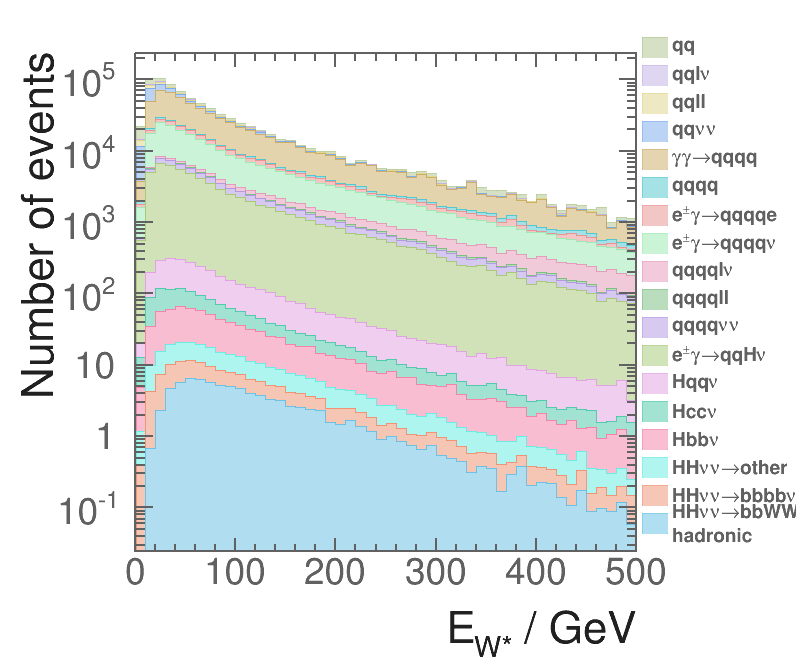 Number of events
10⁵
10⁴
10³
10²
10
1
10⁻¹
0 100 200 300 400 500
E_W* / GeV
qq
qqlν
qqll
qqνν
γγ→qqqq
qqqq
e±γ→qqqqe
e±γ→qqqqν
qqqqlν
qqqqll
qqqqνν
e±γ→qqHν
Hqqν
Hccν
Hbbν
HHνν→other
HHνν→bbbbν
HHνν→bbWW
hadronic